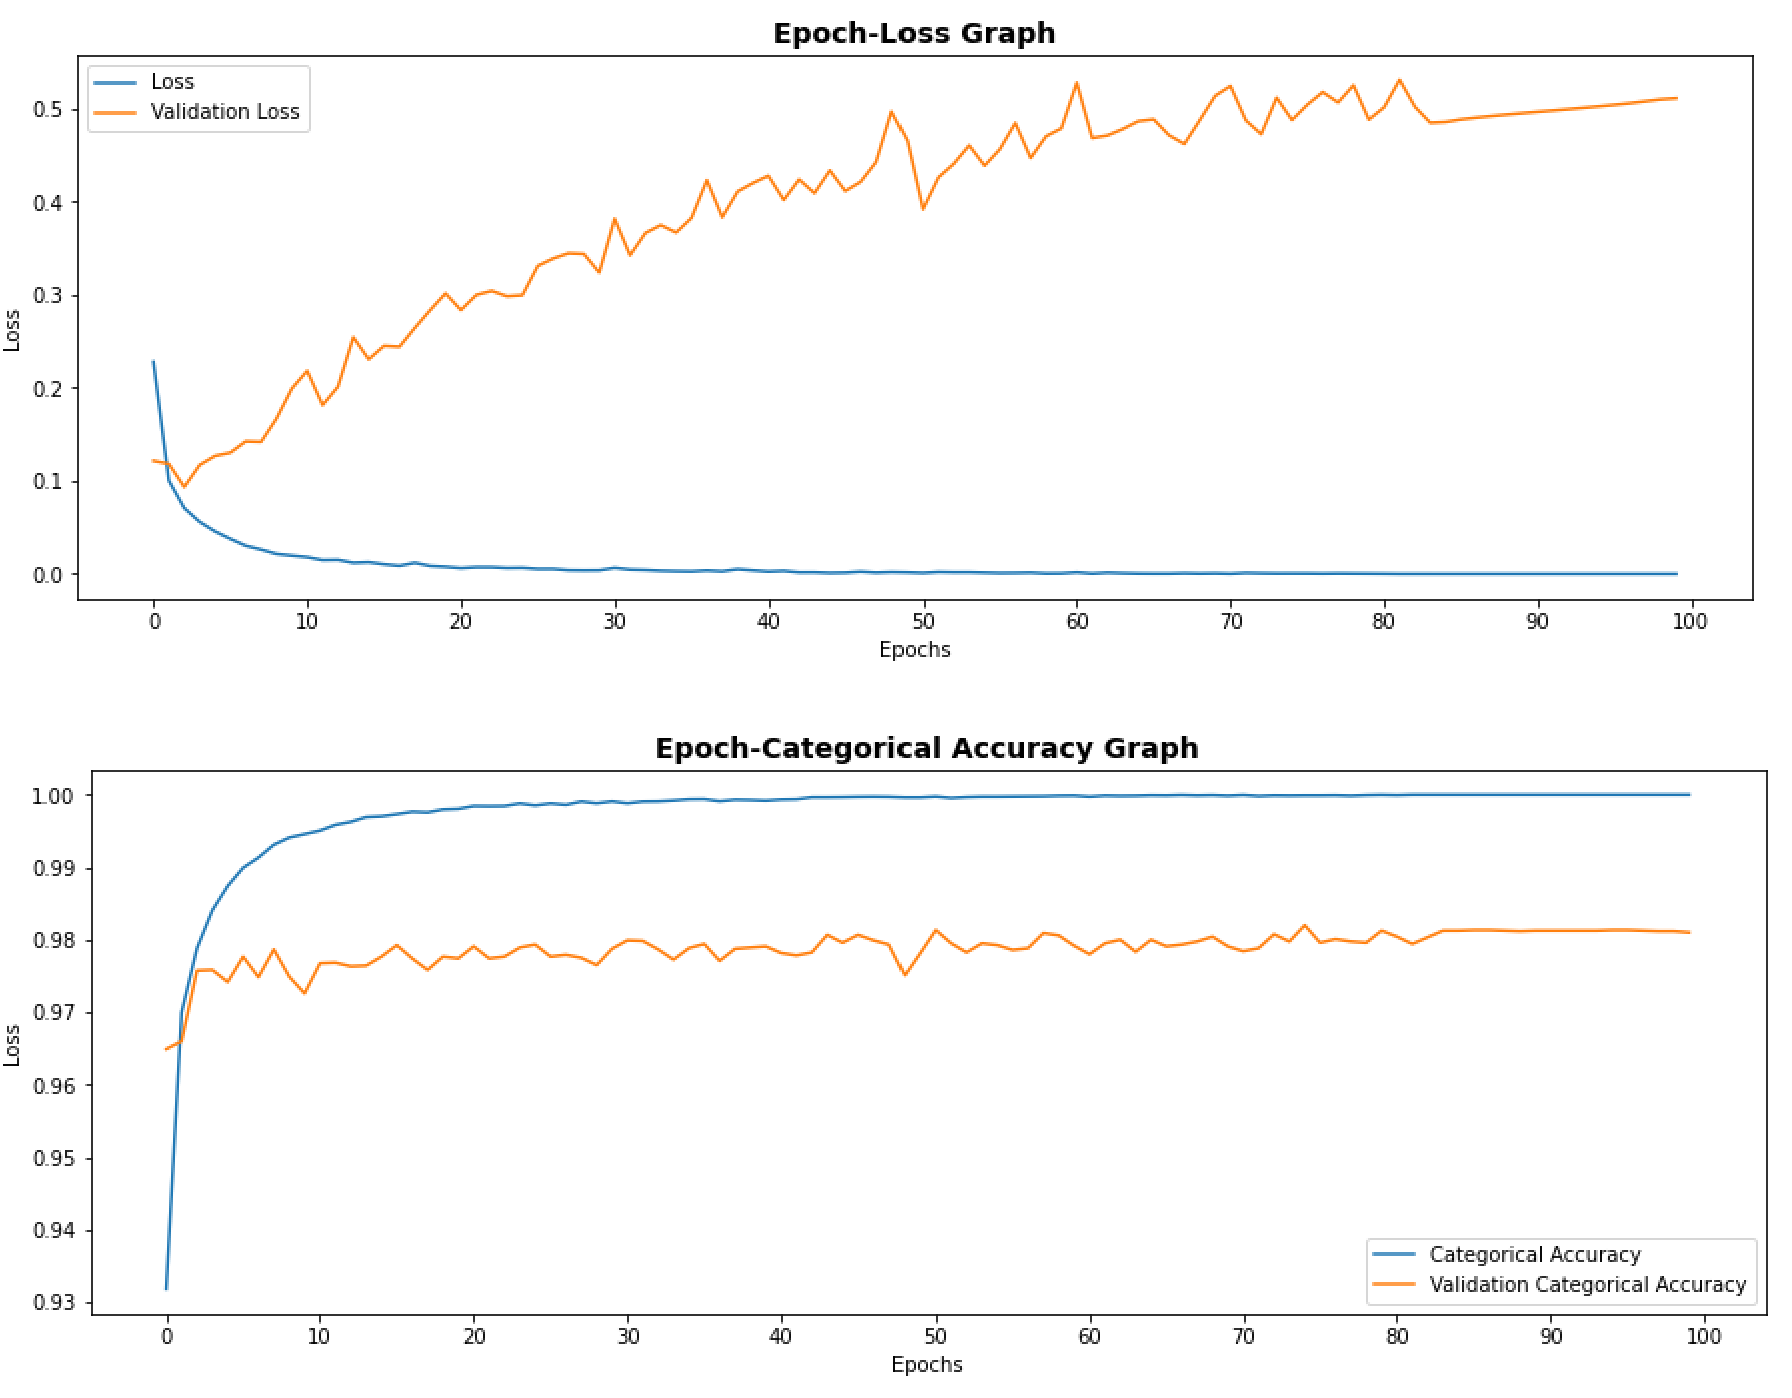 Epoch-Loss Graph
Loss
Validation Loss
0.5
0.4
0.3
0.2
0.1
0.0
Loss
0 10 20 30 40 50 60 70 80 90 100
Epochs
Epoch-Categorical Accuracy Graph
1.00
0.99
0.98
0.97
0.96
0.95
0.94
0.93
Loss
Categorical Accuracy
Validation Categorical Accuracy
0 10 20 30 40 50 60 70 80 90 100
Epochs